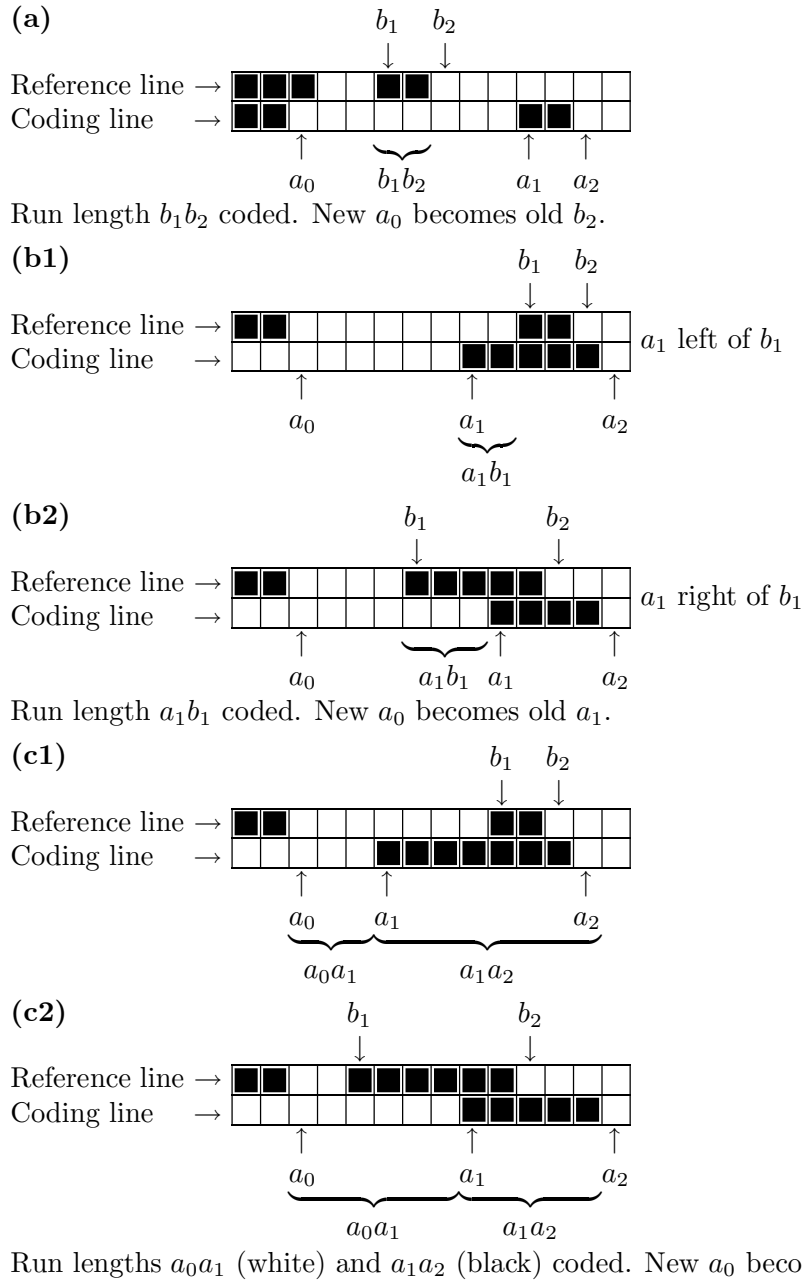 (a)
b₁ b₂
Reference line →
Coding line →
a₀ b₁b₂ a₁ a₂
Run length b₁b₂ coded. New a₀ becomes old b₂.
(b1)
b₁ b₂
Reference line →
a₁ left of b₁
Coding line →
a₀ a₁ a₂
a₁b₁
(b2)
b₁ b₂
Reference line →
a₁ right of b₁
Coding line →
a₀ a₁b₁ a₁ a₂
Run length a₁b₁ coded. New a₀ becomes old a₁.
(c1)
b₁ b₂
Reference line →
Coding line →
a₀ a₁ a₂
a₀a₁ a₁a₂
(c2)
b₁ b₂
Reference line →
Coding line →
a₀ a₁ a₂
a₀a₁ a₁a₂
Run lengths a₀a₁ (white) and a₁a₂ (black) coded. New a₀ beco